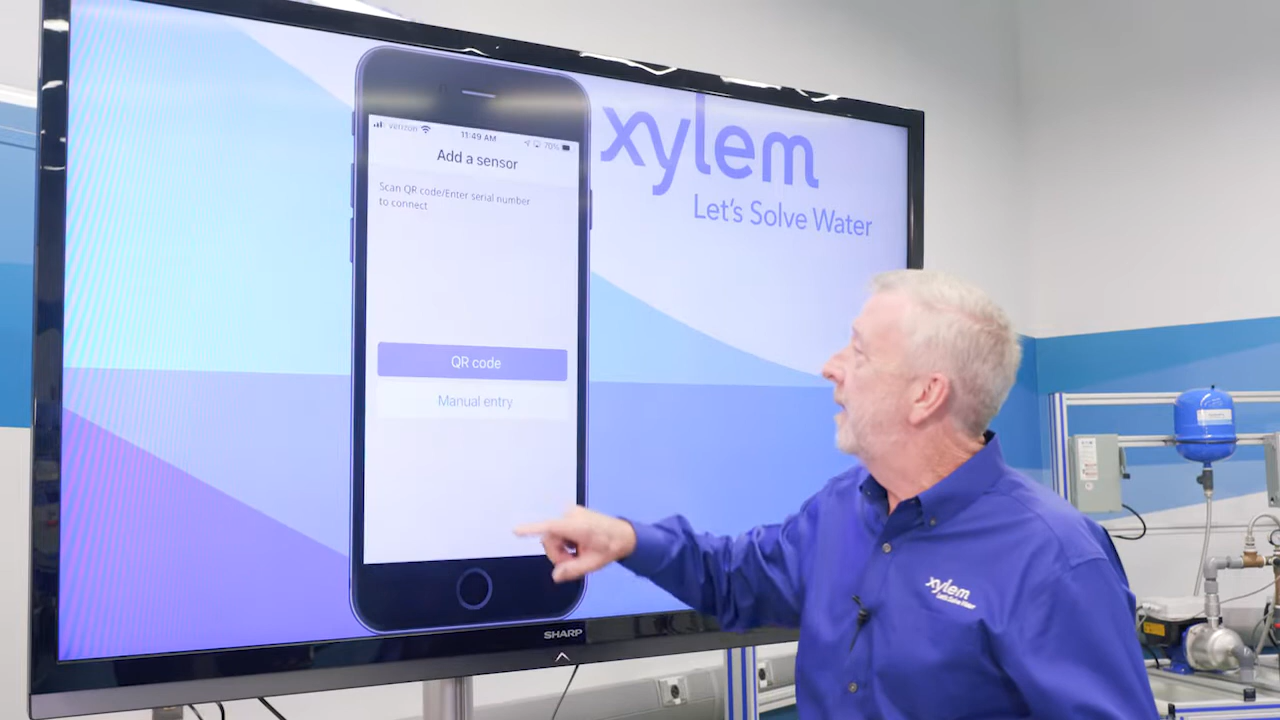 verizon 11:49 AM 70%
Add a sensor
Scan QR code/Enter serial number
to connect
QR code
Manual entry
xylem
Let's Solve Water
SHARP
xylem
Let's Solve Water